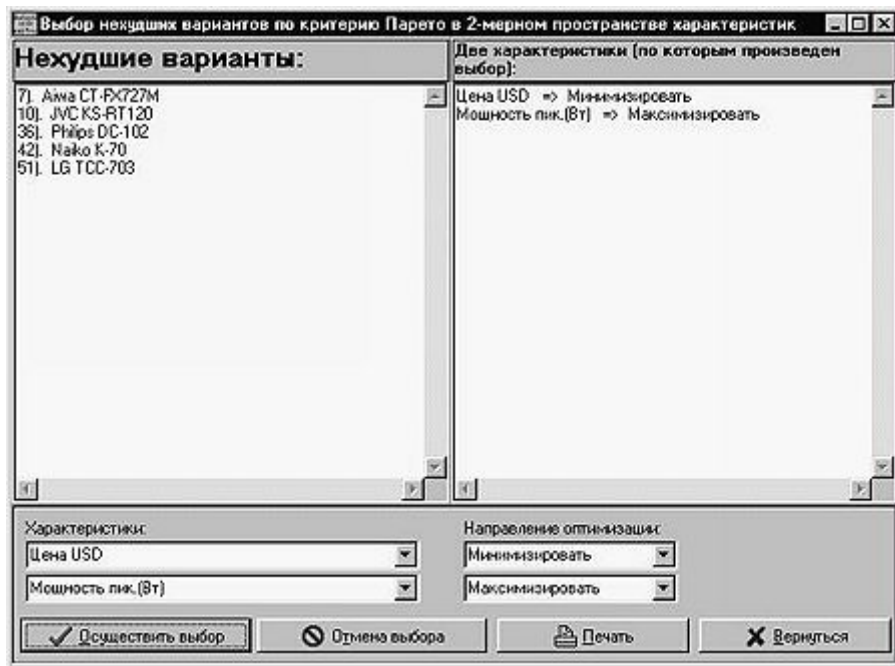 Выбор нехудших вариантов по критерию Парето в 2-мерном пространстве характеристик
Нехудшие варианты:
Две характеристики (по которым произведен
выбор):
7). Aiwa CT-FX727M
10). JVC KS-RT120
36). Philips DC-102
42). Naiko K-70
51). LG TCC-703
Цена USD => Минимизировать
Мощность пик.(Вт) => Максимизировать
Характеристики:
Направление оптимизации:
Цена USD
Минимизировать
Мощность пик.(Вт)
Максимизировать
Осуществить выбор
Отмена выбора
Печать
Вернуться